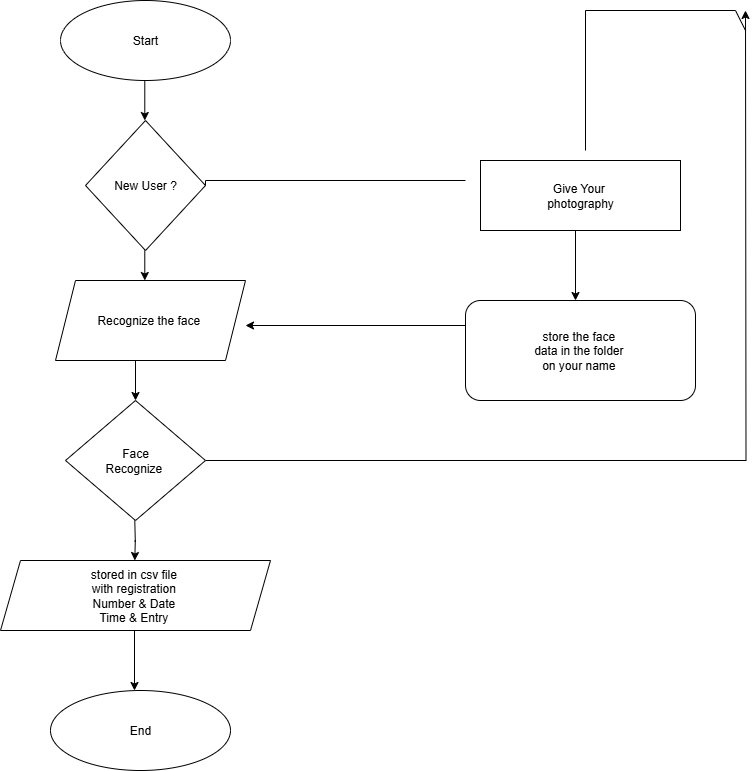 Start
New User ?
Give Your
photography
Recognize the face
store the face
data in the folder
on your name
Face
Recognize
stored in csv file
with registration
Number & Date
Time & Entry
End